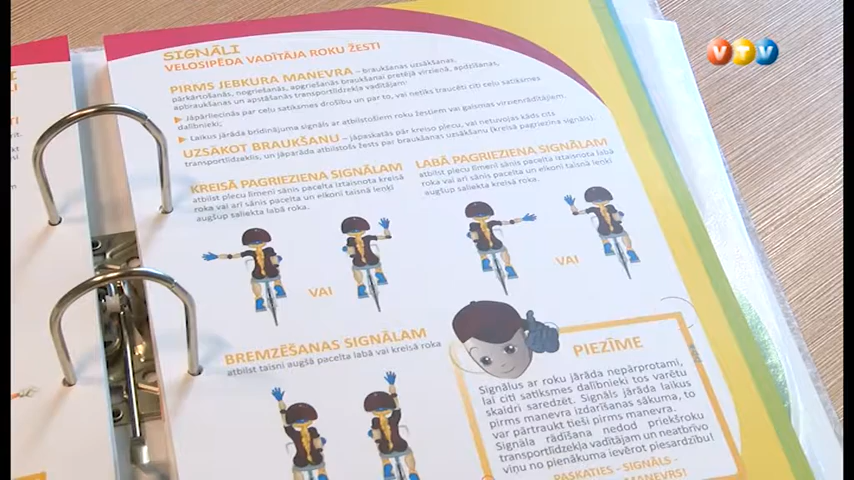 VTV
SIGNĀLI
VELOSIPĒDA VADĪTĀJA ROKU ŽESTI
PIRMS JEBKURA MANEVRA – braukšanas uzsākšanas,
pārkārtošanās, nogriešanās, apgriešanās braukšanai pretējā virzienā, apdzīšanas,
apbraukšanas un apstāšanās transportlīdzekļa vadītājam:
Jāpārliecinās par ceļu satiksmes drošību un par to, vai netiks traucēti citi ceļu satiksmes
dalībnieki;
Laikus jārāda brīdinājuma signāls ar atbilstošiem roku žestiem vai gaismas virzienrādītājiem.
UZSĀKOT BRAUKŠANU – jāpaskatās pār kreiso plecu, vai netuvojas kāds cits
transportlīdzeklis, un jāparāda atbilstošs žests par braukšanas uzsākšanu (kreisā pagrieziena signāls).
KREISĀ PAGRIEZIENA SIGNĀLAM
atbilst plecu līmenī sānis pacelta iztaisnota kreisā
roka vai arī sānis pacelta un elkonī taisnā leņķī
augšup saliekta labā roka.
LABĀ PAGRIEZIENA SIGNĀLAM
atbilst plecu līmenī sānis pacelta iztaisnota labā
roka vai arī sānis pacelta un elkonī taisnā leņķī
augšup saliekta kreisā roka.
VAI
VAI
BREMZĒŠANAS SIGNĀLAM
atbilst taisni augšā pacelta labā vai kreisā roka
PIEZĪME
Signālus ar roku jārāda nepārprotami,
lai citi satiksmes dalībnieki tos varētu
skaidri saredzēt. Signāls jārāda laikus
pirms manevra izdarīšanas sākuma, to
var pārtraukt tieši pirms manevra.
Signāla rādīšana nedod priekšroku
transportlīdzekļa vadītājam un neatbrīvo
viņu no pienākuma ievērot piesardzību!
PASKATIES – SIGNĀLS -
MANEVRS!